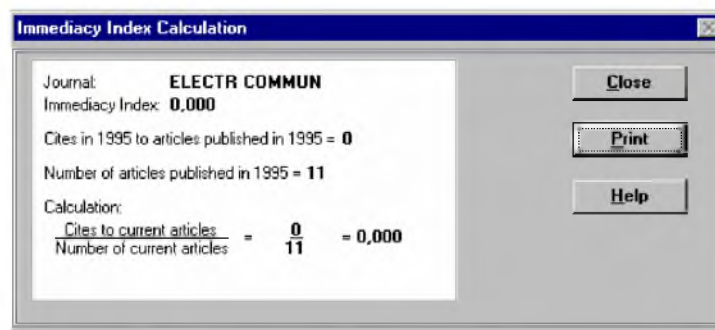 Immediacy Index Calculation
Journal: ELECTR COMMUN
Immediacy Index: 0,000
Cites in 1995 to articles published in 1995 = 0
Number of articles published in 1995 = 11
Calculation:
Cites to current articles = 0 = 0,000
Number of current articles 11
Close
Print
Help